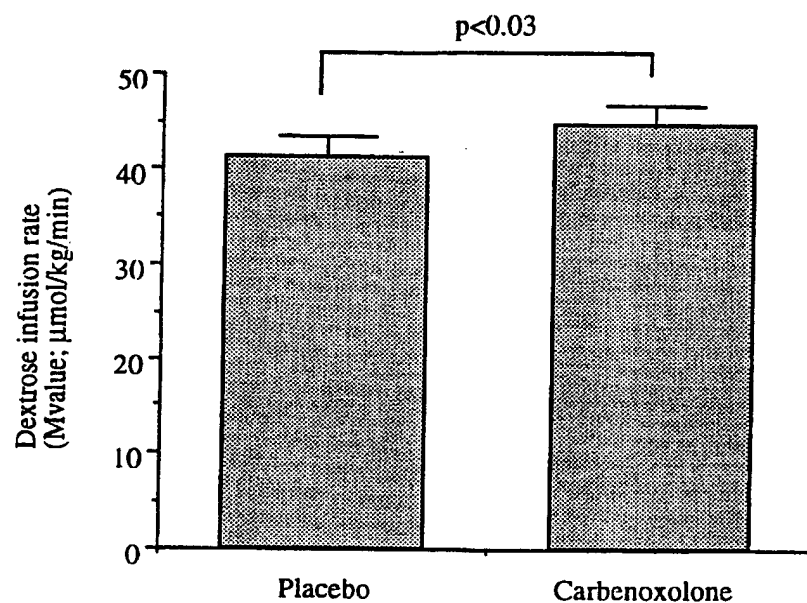 p<0.03
50
40
30
20
10
0
Dextrose infusion rate
(Mvalue; μmol/kg/min)
Placebo
Carbenoxolone